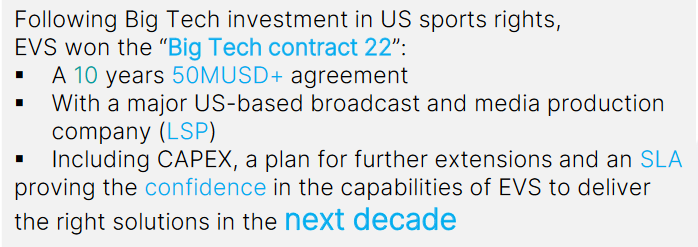 Following Big Tech investment in US sports rights,
EVS won the “Big Tech contract 22”:
▪ A 10 years 50MUSD+ agreement
▪ With a major US-based broadcast and media production
company (LSP)
▪ Including CAPEX, a plan for further extensions and an SLA
proving the confidence in the capabilities of EVS to deliver
the right solutions in the next decade